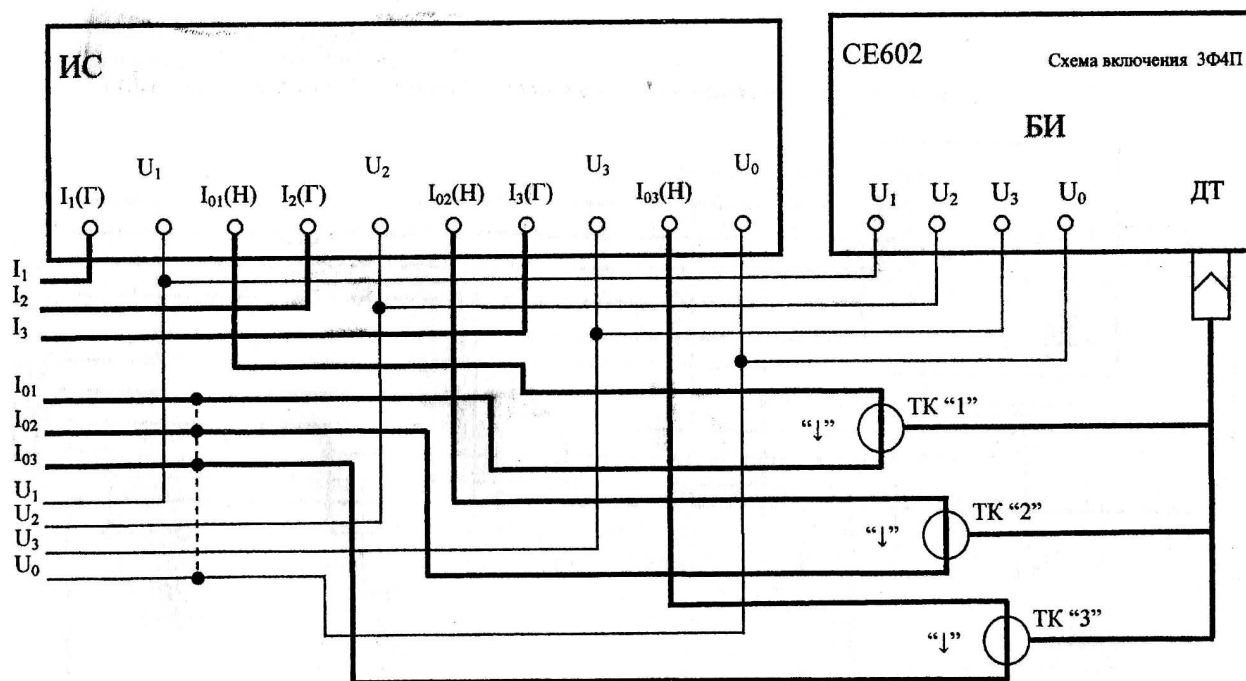 ИС
СЕ602
Схема включения 3Ф4П
БИ
U₁ U₂ U₃ U₀
I₁(Г) I₀₁(Н) I₂(Г) I₀₂(Н) I₃(Г) I₀₃(Н)
U₁ U₂ U₃ U₀ ДТ
I₁
I₂
I₃
I₀₁
I₀₂
I₀₃
U₁
U₂
U₃
U₀
ТК “1”
“↓”
ТК “2”
“↓”
ТК “3”
“↓”